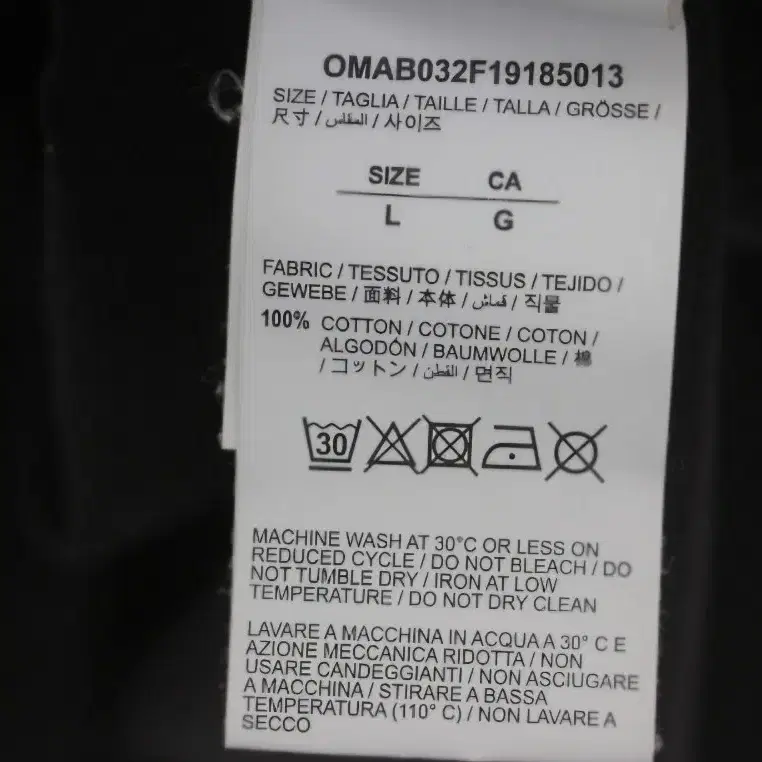 OMAB032F19185013
SIZE / TAGLIA / TAILLE / TALLA / GRÖSSE /
尺寸 / المقاس / 사이즈
SIZE CA
L G
FABRIC / TESSUTO / TISSUS / TEJIDO /
GEWEBE / 面料 / 本体 / قماش / 직물
100% COTTON / COTONE / COTON /
ALGODÓN / BAUMWOLLE / 棉
/ コットン / القطن / 면직
30
MACHINE WASH AT 30°C OR LESS ON
REDUCED CYCLE / DO NOT BLEACH / DO
NOT TUMBLE DRY / IRON AT LOW
TEMPERATURE / DO NOT DRY CLEAN
LAVARE A MACCHINA IN ACQUA A 30° C E
AZIONE MECCANICA RIDOTTA / NON
USARE CANDEGGIANTI / NON ASCIUGARE
A MACCHINA / STIRARE A BASSA
TEMPERATURA (110° C) / NON LAVARE A
SECCO